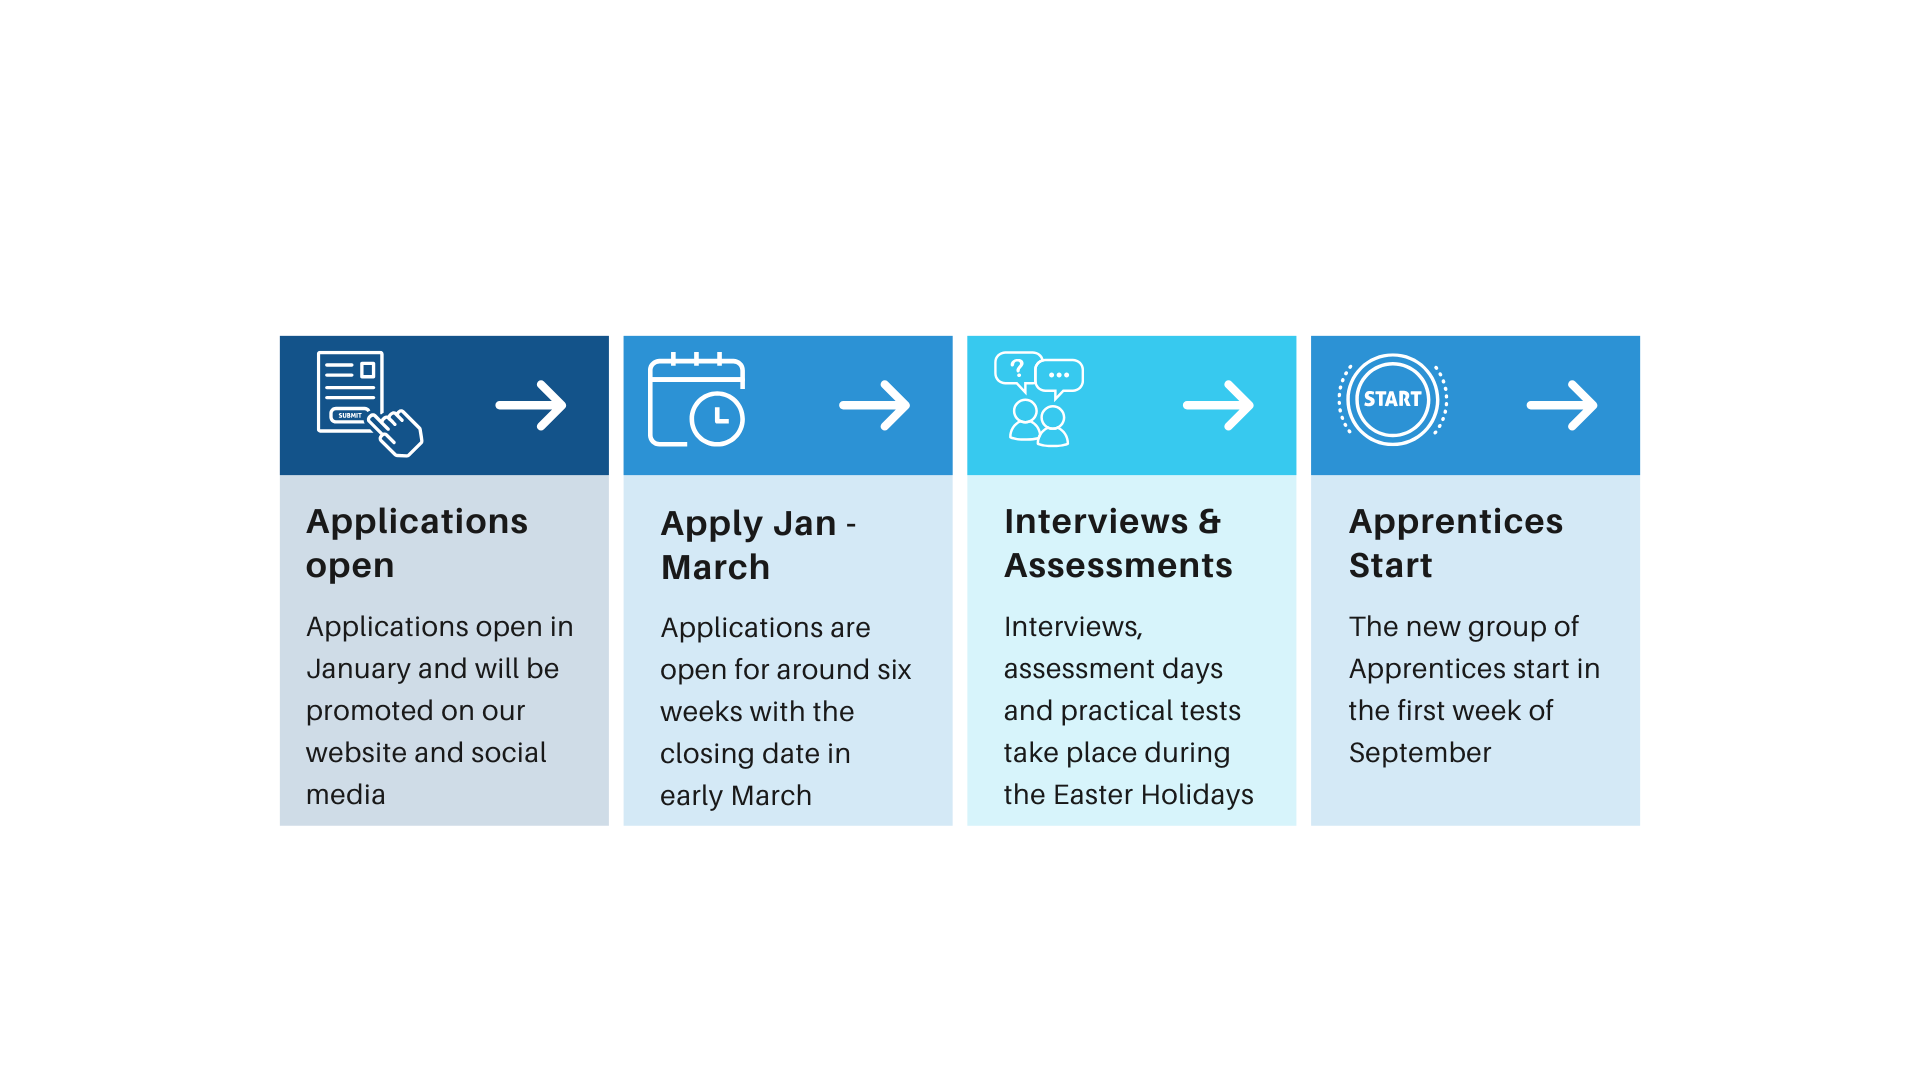 SUBMIT
Applications
open
Applications open in
January and will be
promoted on our
website and social
media
Apply Jan -
March
Applications are
open for around six
weeks with the
closing date in
early March
?
...
Interviews &
Assessments
Interviews,
assessment days
and practical tests
take place during
the Easter Holidays
START
Apprentices
Start
The new group of
Apprentices start in
the first week of
September